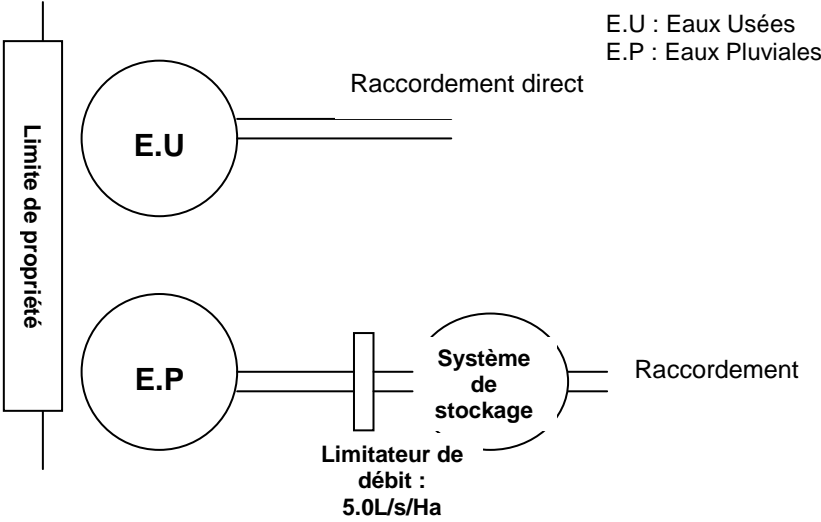 E.U : Eaux Usées
E.P : Eaux Pluviales
Raccordement direct
E.U
Limite de propriété
E.P
Système
de
stockage
Raccordement
Limitateur de
débit :
5.0L/s/Ha